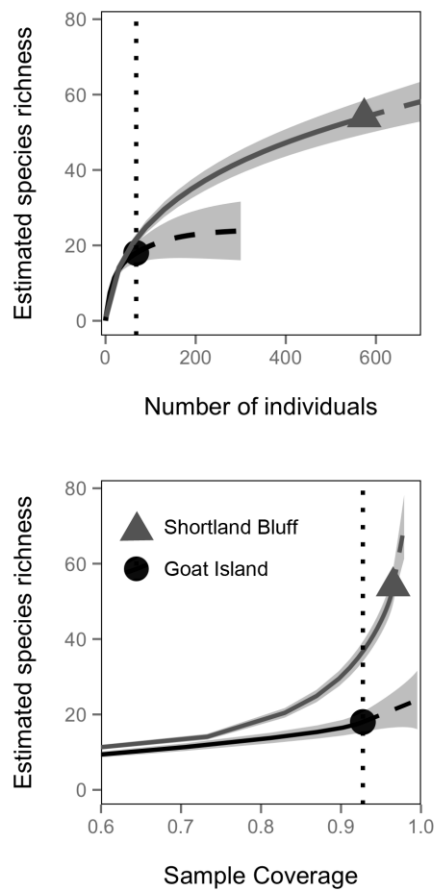 80
60
40
20
0
Estimated species richness
0 200 400 600
Number of individuals
80
60
40
20
0
Estimated species richness
Shortland Bluff
Goat Island
0.6 0.7 0.8 0.9 1.0
Sample Coverage